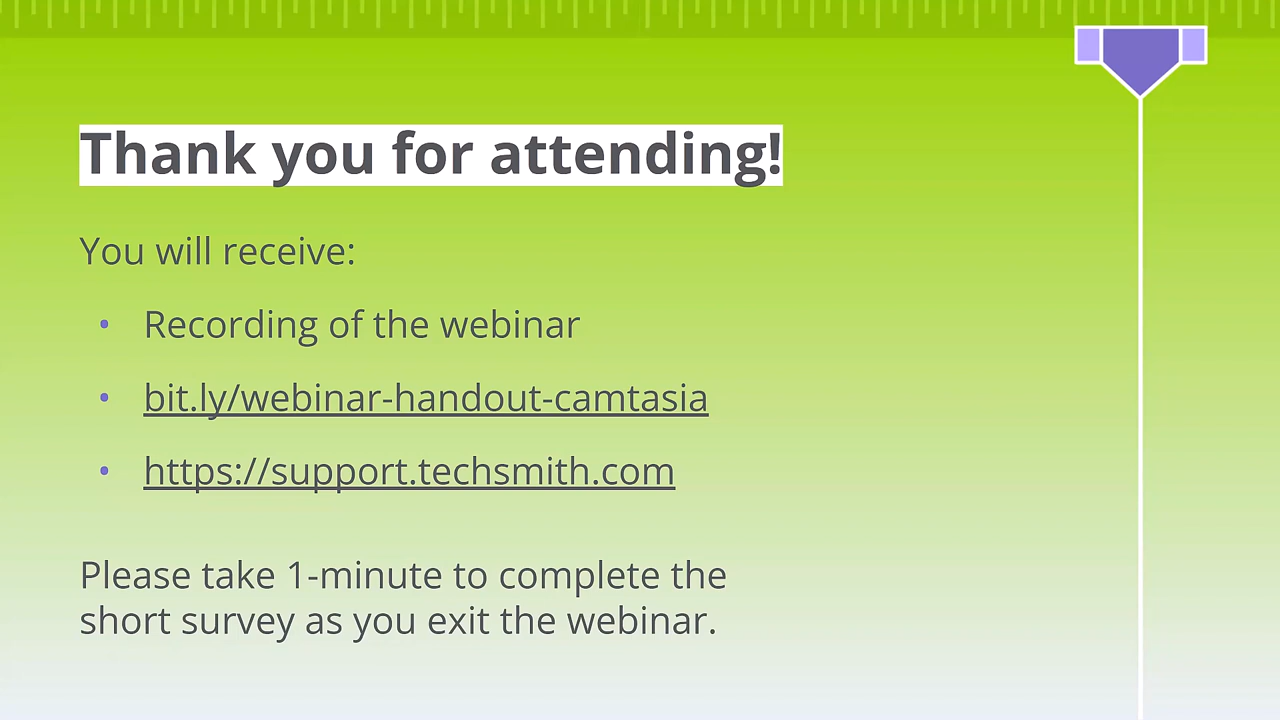 Thank you for attending!
You will receive:
• Recording of the webinar
• bit.ly/webinar-handout-camtasia
• https://support.techsmith.com
Please take 1-minute to complete the
short survey as you exit the webinar.